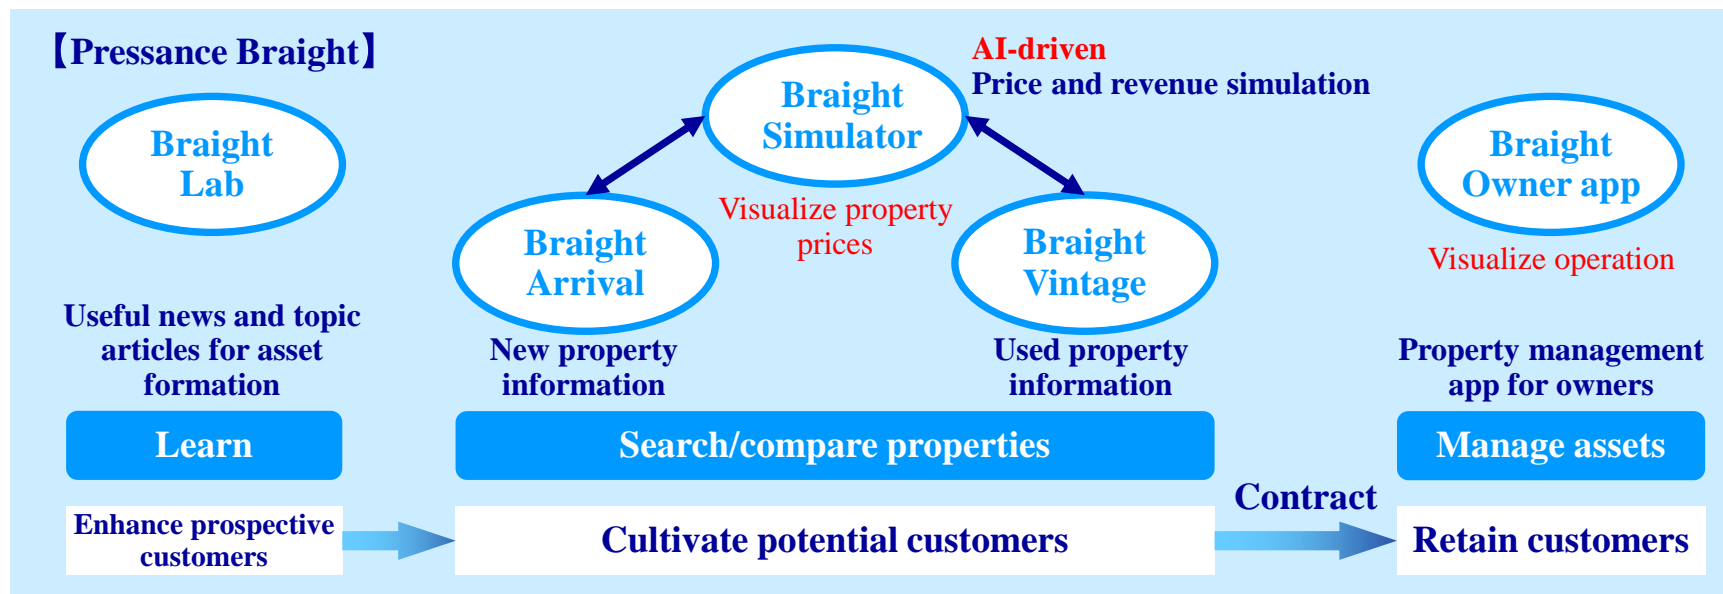 【Pressance Braight】
Braight
Lab
Useful news and topic
articles for asset
formation
Learn
Enhance prospective
customers
Braight
Simulator
AI-driven
Price and revenue simulation
Visualize property
prices
Braight
Arrival
New property
information
Braight
Vintage
Used property
information
Search/compare properties
Cultivate potential customers
Contract
Braight
Owner app
Visualize operation
Property management
app for owners
Manage assets
Retain customers